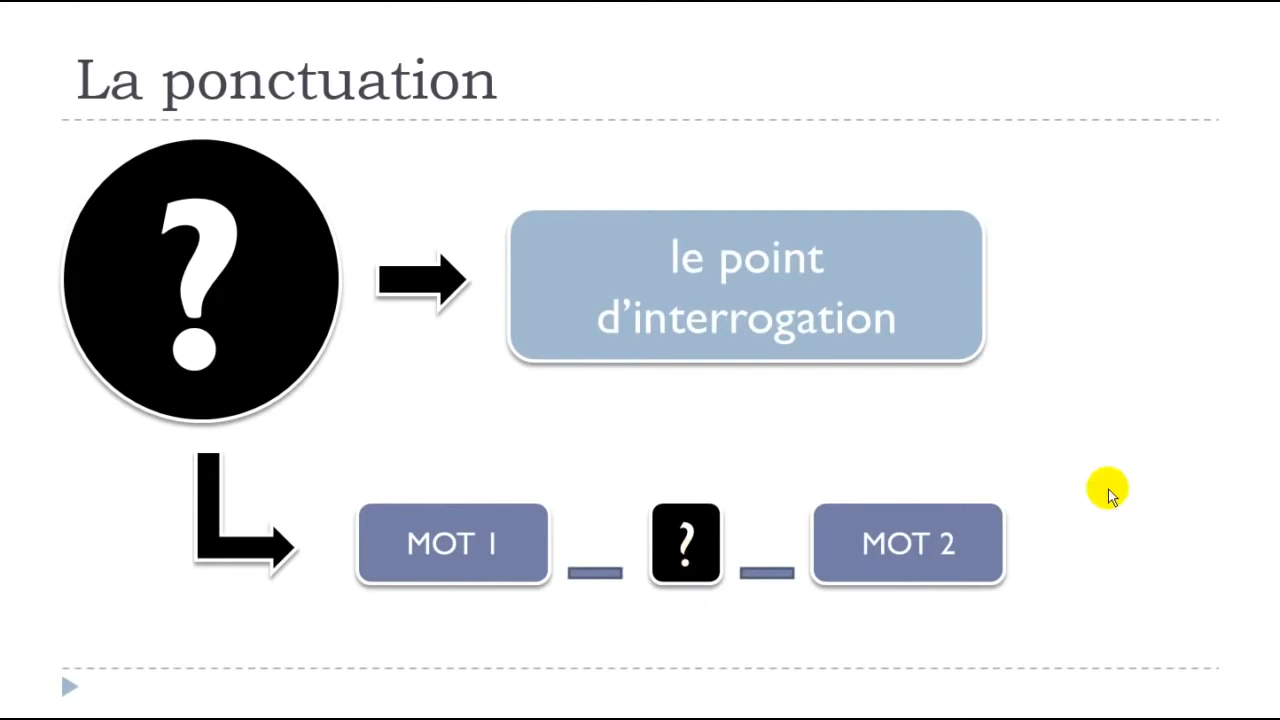 La ponctuation
?
le point
d’interrogation
MOT 1 _ ? _ MOT 2